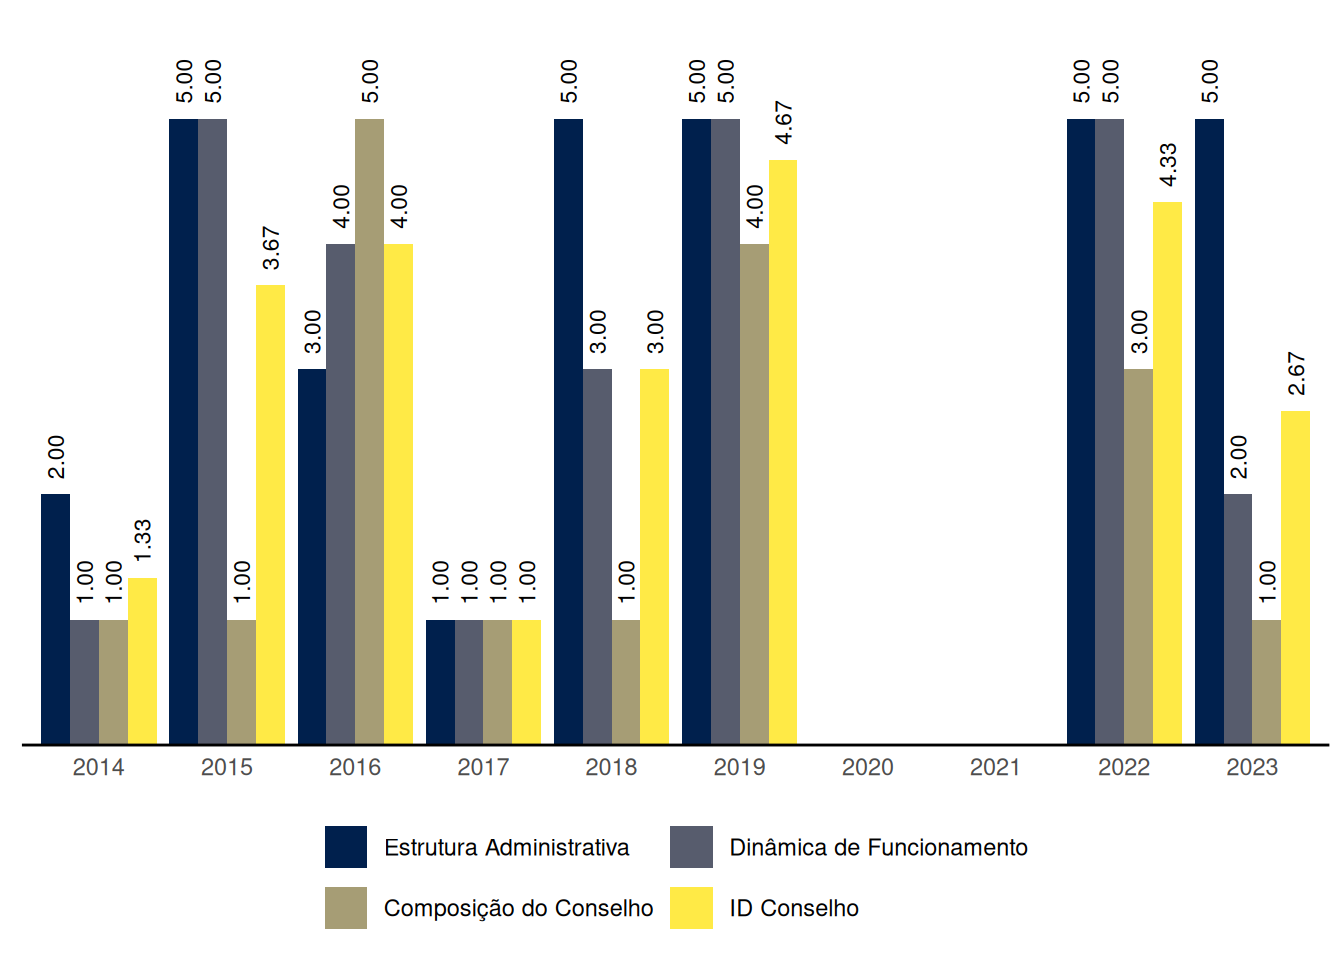 2.00 1.00 1.00 1.33
5.00 5.00 1.00 3.67
3.00 4.00 5.00 4.00
1.00 1.00 1.00 1.00
5.00 3.00 1.00 3.00
5.00 5.00 4.00 4.67
5.00 5.00 3.00 4.33
5.00 2.00 1.00 2.67
2014 2015 2016 2017 2018 2019 2020 2021 2022 2023
Estrutura Administrativa Dinâmica de Funcionamento
Composição do Conselho ID Conselho